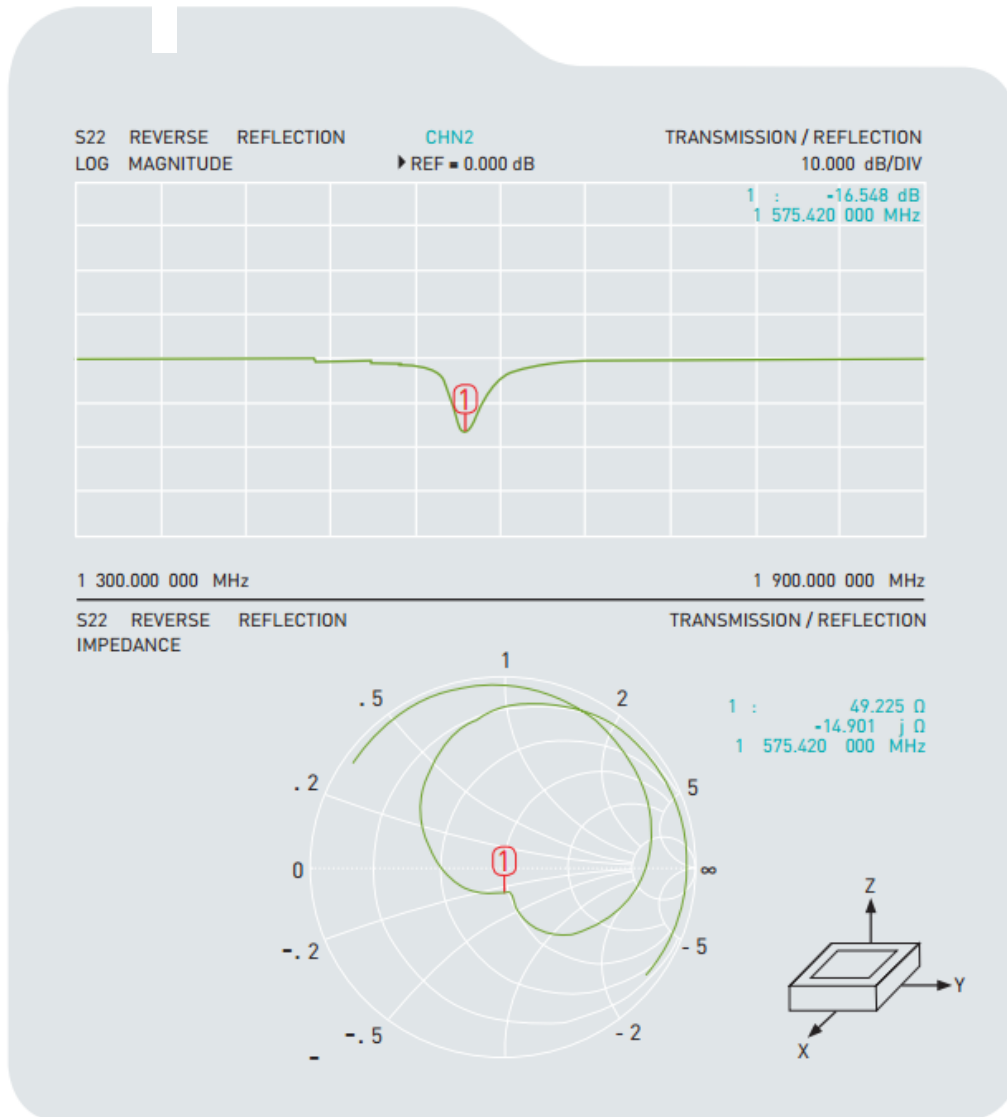 S22 REVERSE REFLECTION CHN2 TRANSMISSION / REFLECTION
LOG MAGNITUDE REF = 0.000 dB 10.000 dB/DIV
1 : -16.548 dB
1 575.420 000 MHz
1
1 300.000 000 MHz 1 900.000 000 MHz
S22 REVERSE REFLECTION TRANSMISSION / REFLECTION
IMPEDANCE
1
.5 2
1 : 49.225 Ω
-14.901 j Ω
1 575.420 000 MHz
.2 5
1
0 ∞
Z
-.2 -5
Y
-.5 -2
X
-